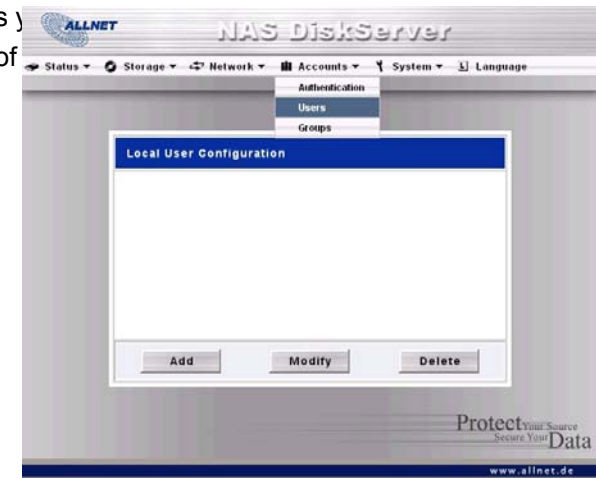 s y
of
ALLNET
NAS DiskServer
Status Storage Network Accounts System Language
Authentication
Users
Groups
Local User Configuration
Add Modify Delete
Protect Your Source
Secure Your Data
www.allnet.de